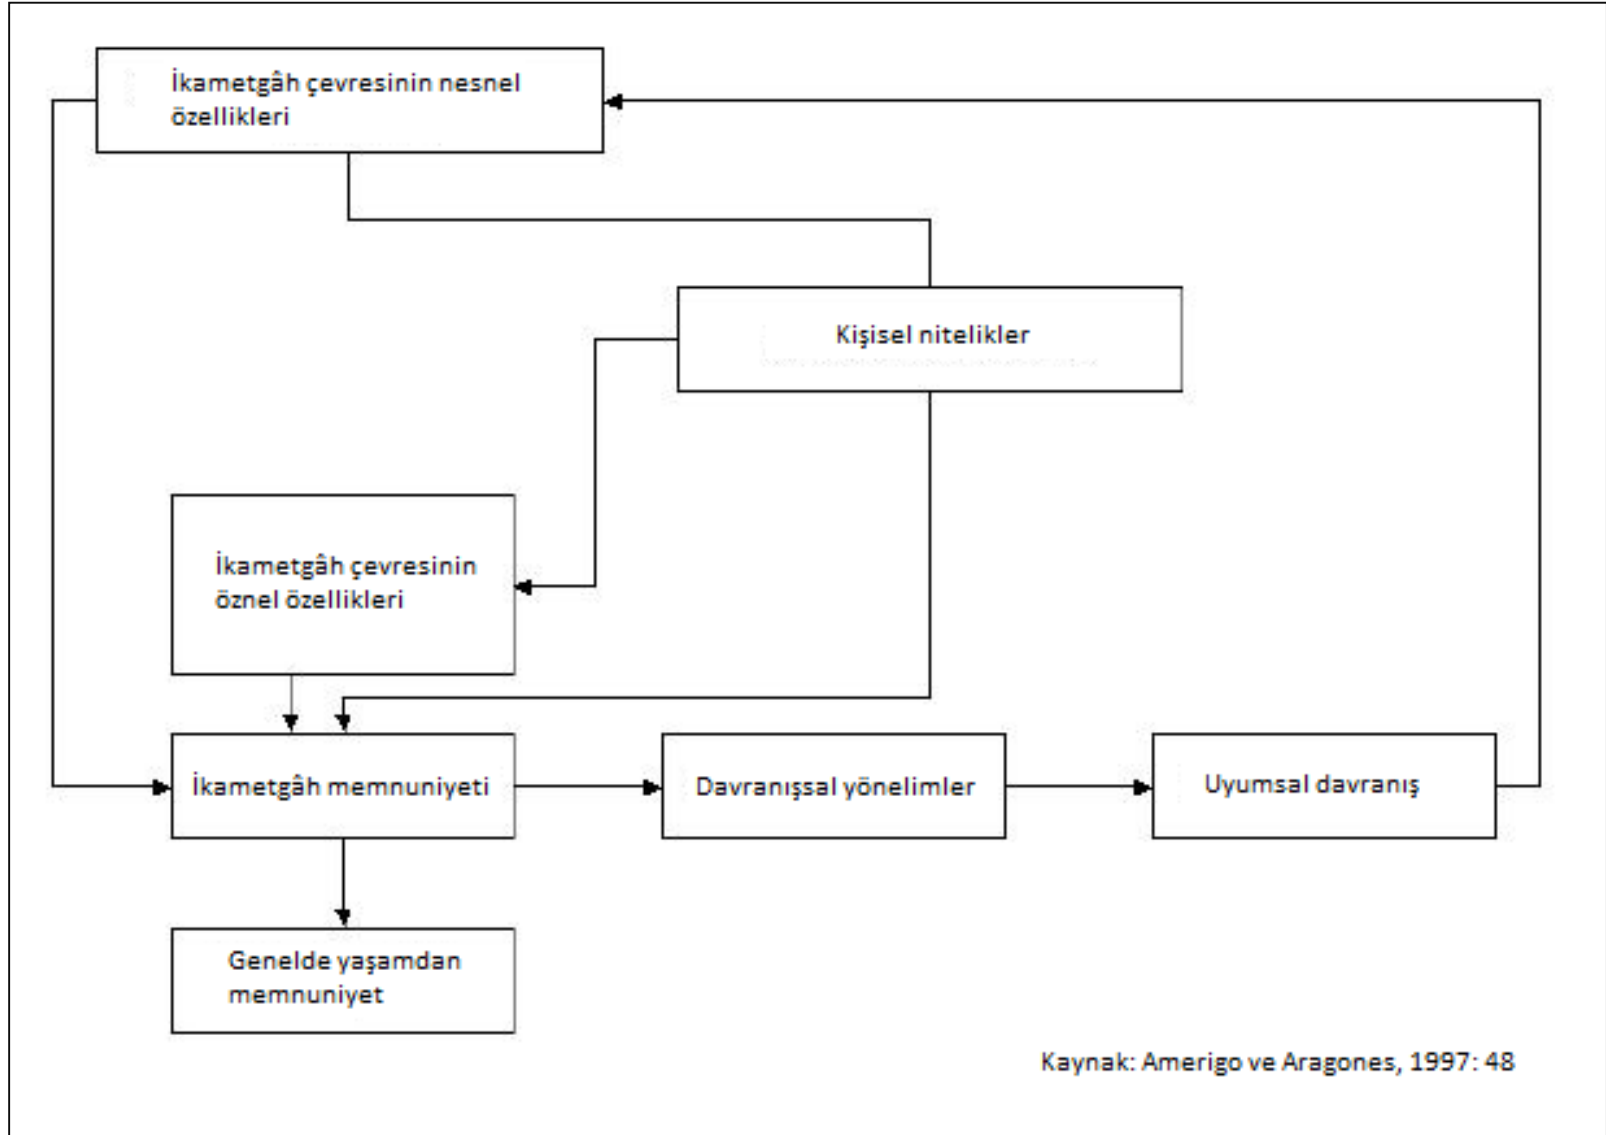 İkametgâh çevresinin nesnel
özellikleri
Kişisel nitelikler
İkametgâh çevresinin
öznel özellikleri
İkametgâh memnuniyeti
Davranışsal yönelimler
Uyumsal davranış
Genelde yaşamdan
memnuniyet
Kaynak: Amerigo ve Aragones, 1997: 48